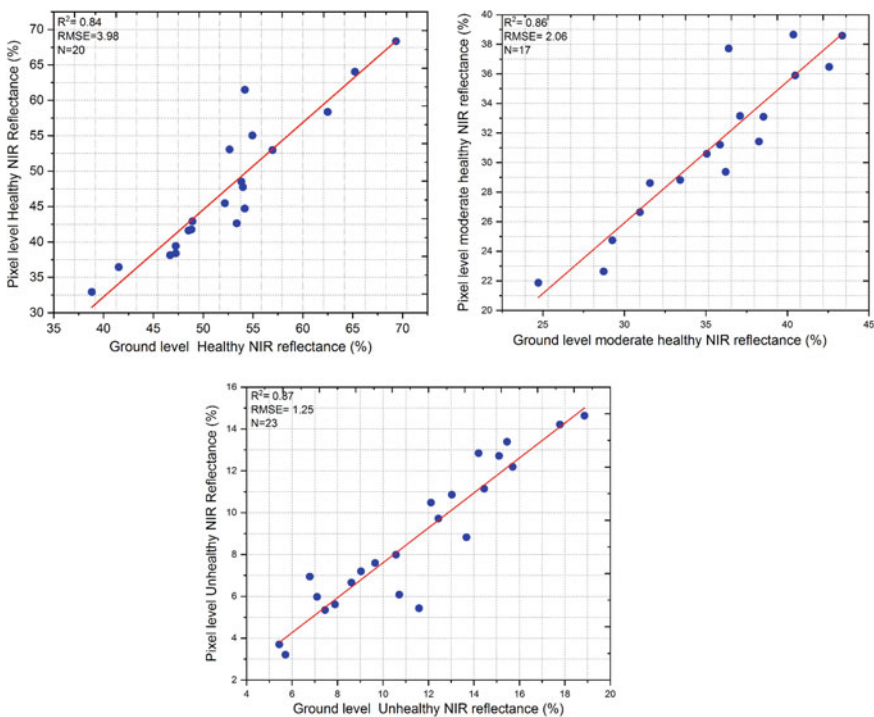 R²= 0.84
RMSE=3.98
N=20
70
65
60
55
50
45
40
35
30
35 40 45 50 55 60 65 70
Pixel level Healthy NIR Reflectance (%)
Ground level Healthy NIR reflectance (%)
R²= 0.86
RMSE= 2.06
N=17
40
38
36
34
32
30
28
26
24
22
20
25 30 35 40 45
Pixel level moderate healthy NIR reflectance (%)
Ground level moderate healthy NIR reflectance (%)
R²= 0.87
RMSE= 1.25
N=23
16
14
12
10
8
6
4
2
4 6 8 10 12 14 16 18 20
Pixel level Unhealthy NIR Reflectance (%)
Ground level Unhealthy NIR reflectance (%)